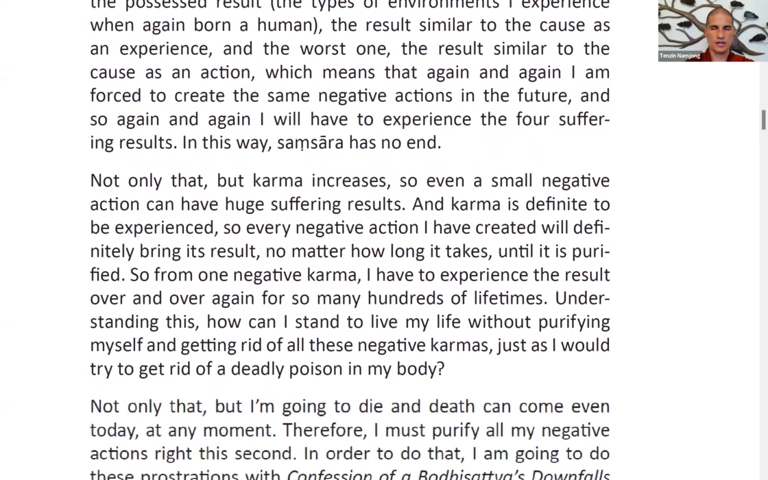 the possessed result (the types of environments I experience
when again born a human), the result similar to the cause as
an experience, and the worst one, the result similar to the
cause as an action, which means that again and again I am
forced to create the same negative actions in the future, and
so again and again I will have to experience the four suffer-
ing results. In this way, saṃsāra has no end.
Not only that, but karma increases, so even a small negative
action can have huge suffering results. And karma is definite to
be experienced, so every negative action I have created will defi-
nitely bring its result, no matter how long it takes, until it is puri-
fied. So from one negative karma, I have to experience the result
over and over again for so many hundreds of lifetimes. Under-
standing this, how can I stand to live my life without purifying
myself and getting rid of all these negative karmas, just as I would
try to get rid of a deadly poison in my body?
Not only that, but I’m going to die and death can come even
today, at any moment. Therefore, I must purify all my negative
actions right this second. In order to do that, I am going to do
these prostrations with Confession of a Bodhisattva’s Downfalls
Tenzin